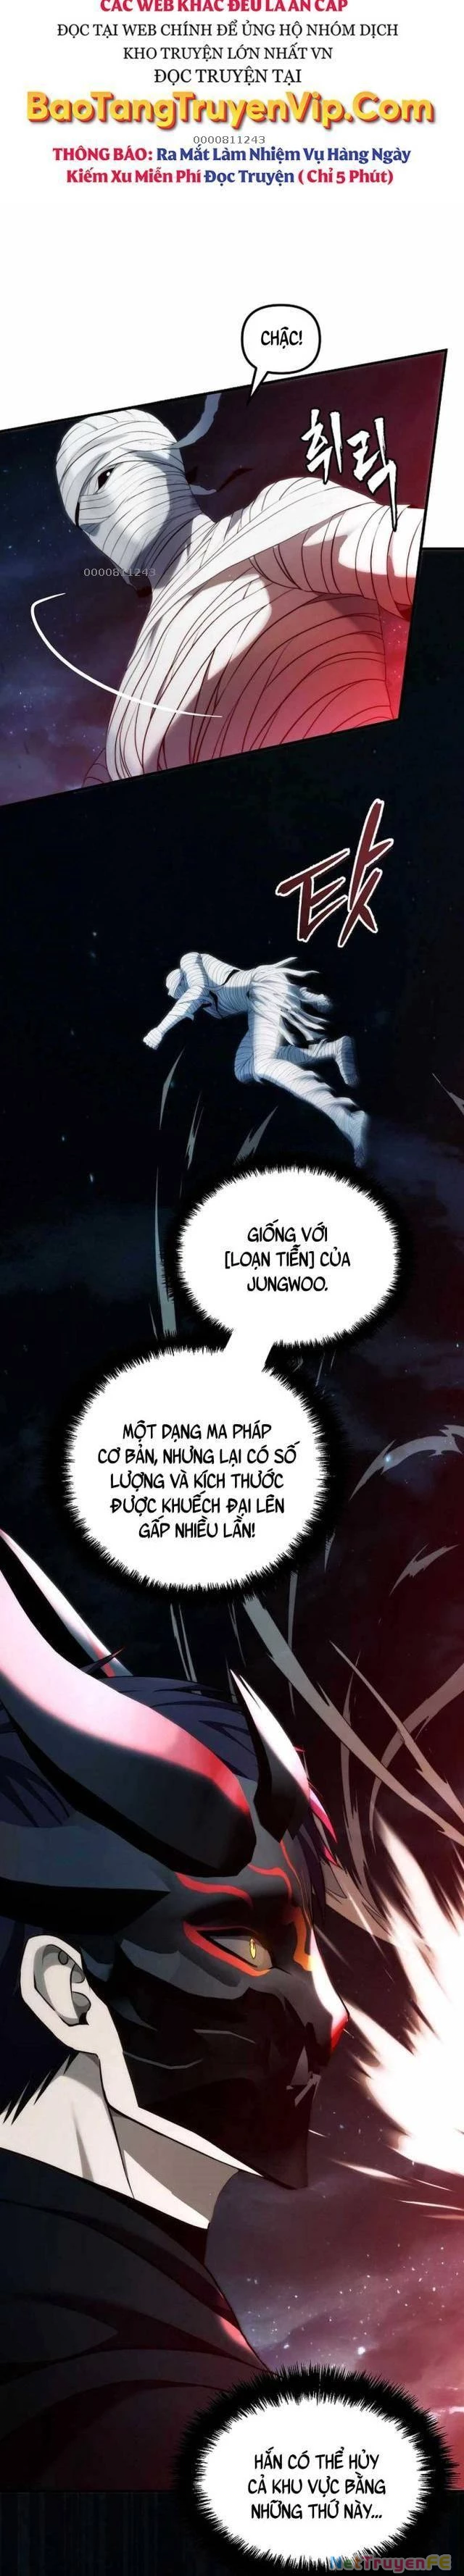 CÁC WEB KHÁC ĐỀU LÀ ĂN CẮP
ĐỌC TẠI WEB CHÍNH ĐỂ ỦNG HỘ NHÓM DỊCH
KHO TRUYỆN LỚN NHẤT VN
ĐỌC TRUYỆN TẠI
BaoTangTruyenVip.Com
0000811243
THÔNG BÁO: Ra Mắt Làm Nhiệm Vụ Hàng Ngày
Kiếm Xu Miễn Phí Đọc Truyện ( Chỉ 5 Phút)
CHẬC!
휘릭
0000811243
타
GIỐNG VỚI
[LOẠN TIỄN] CỦA
JUNGWOO.
MỘT DẠNG MA PHÁP
CƠ BẢN, NHƯNG LẠI CÓ SỐ
LƯỢNG VÀ KÍCH THƯỚC
ĐƯỢC KHUẾCH ĐẠI LÊN
GẤP NHIỀU LẦN!
HẮN CÓ THỂ HỦY
CẢ KHU VỰC BẰNG
NHỮNG THỨ NÀY...
NetTruyenFE